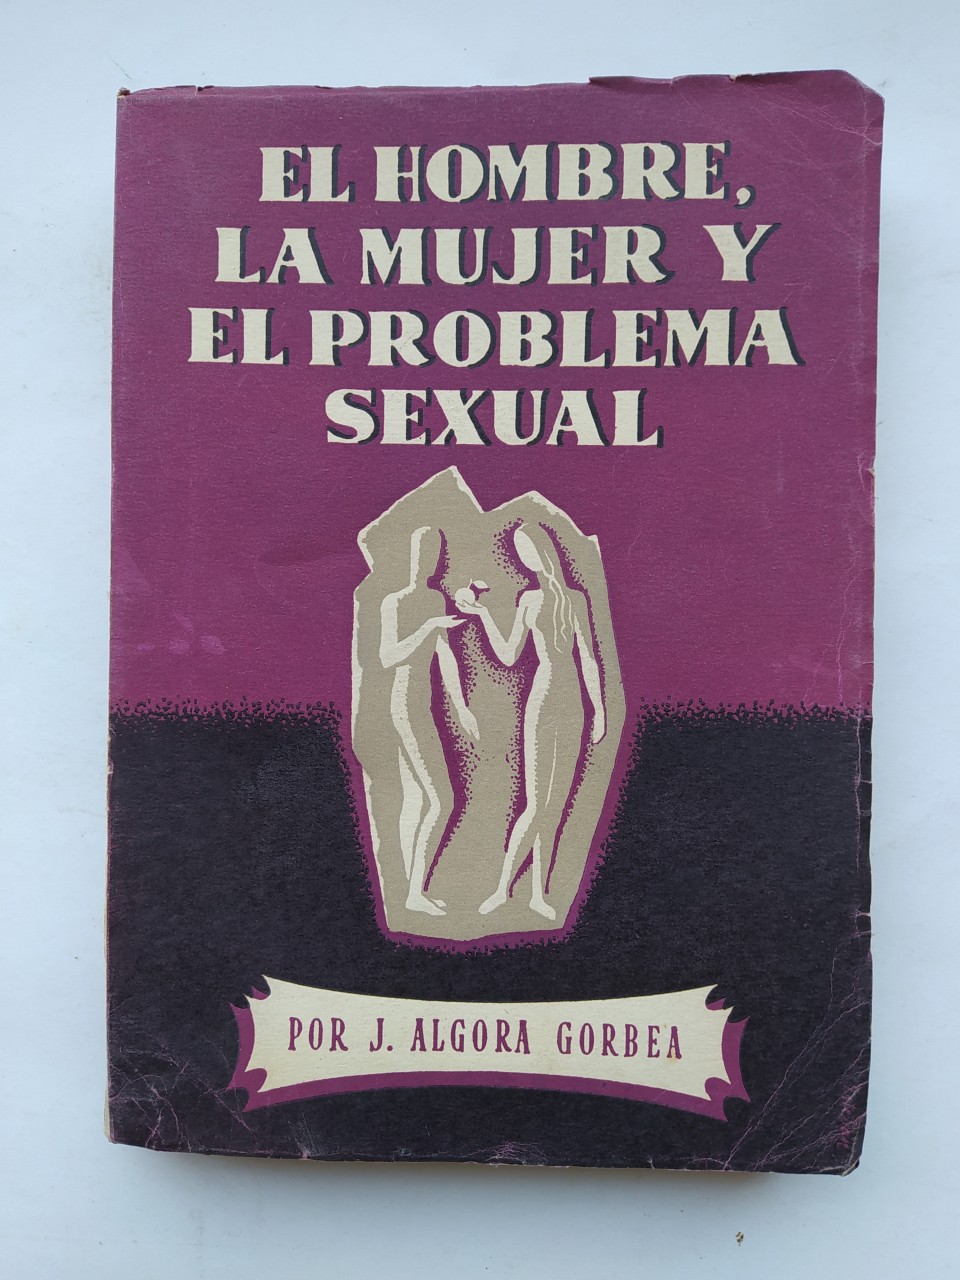 EL HOMBRE,
LA MUJER Y
EL PROBLEMA
SEXUAL
POR J. ALGORA GORBEA